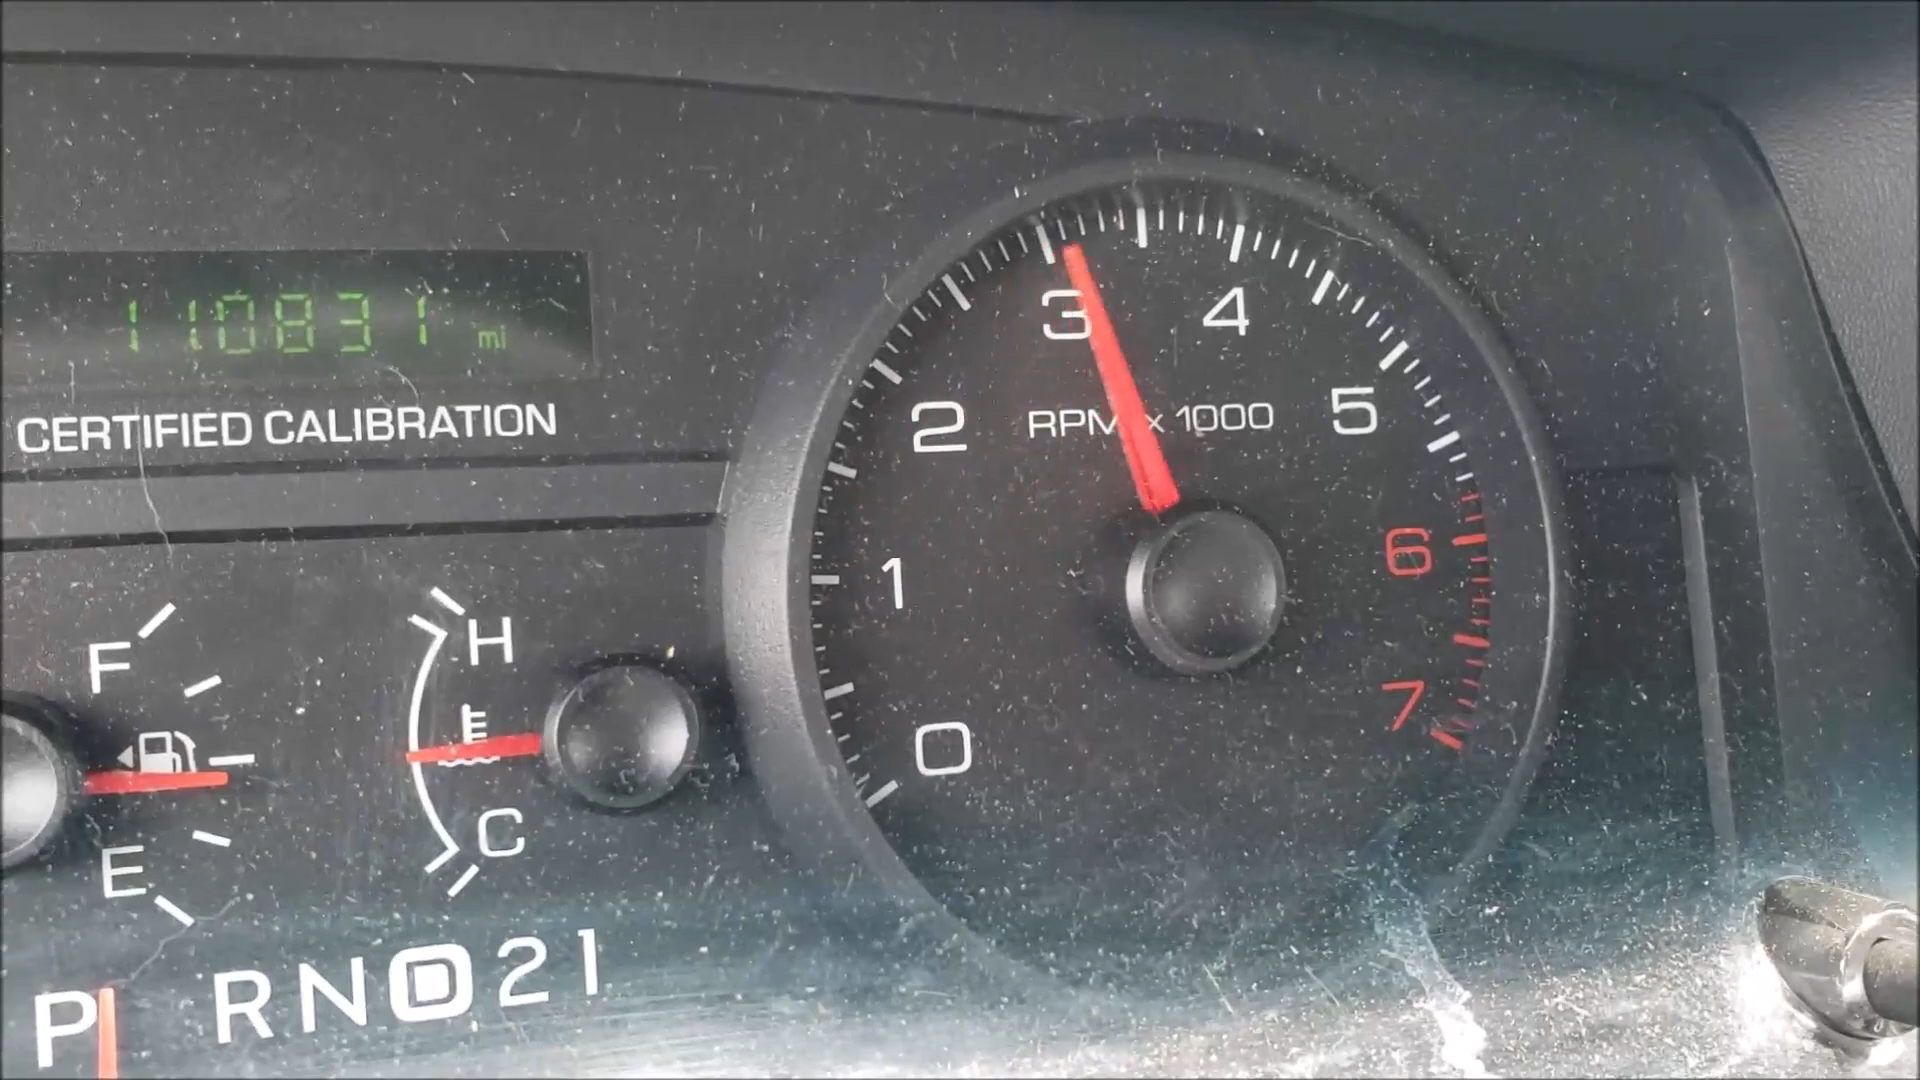 110831 mi
CERTIFIED CALIBRATION
F
E
H
C
P R N D 2 1
0
1
2
3
4
5
6
7
RPM x 1000